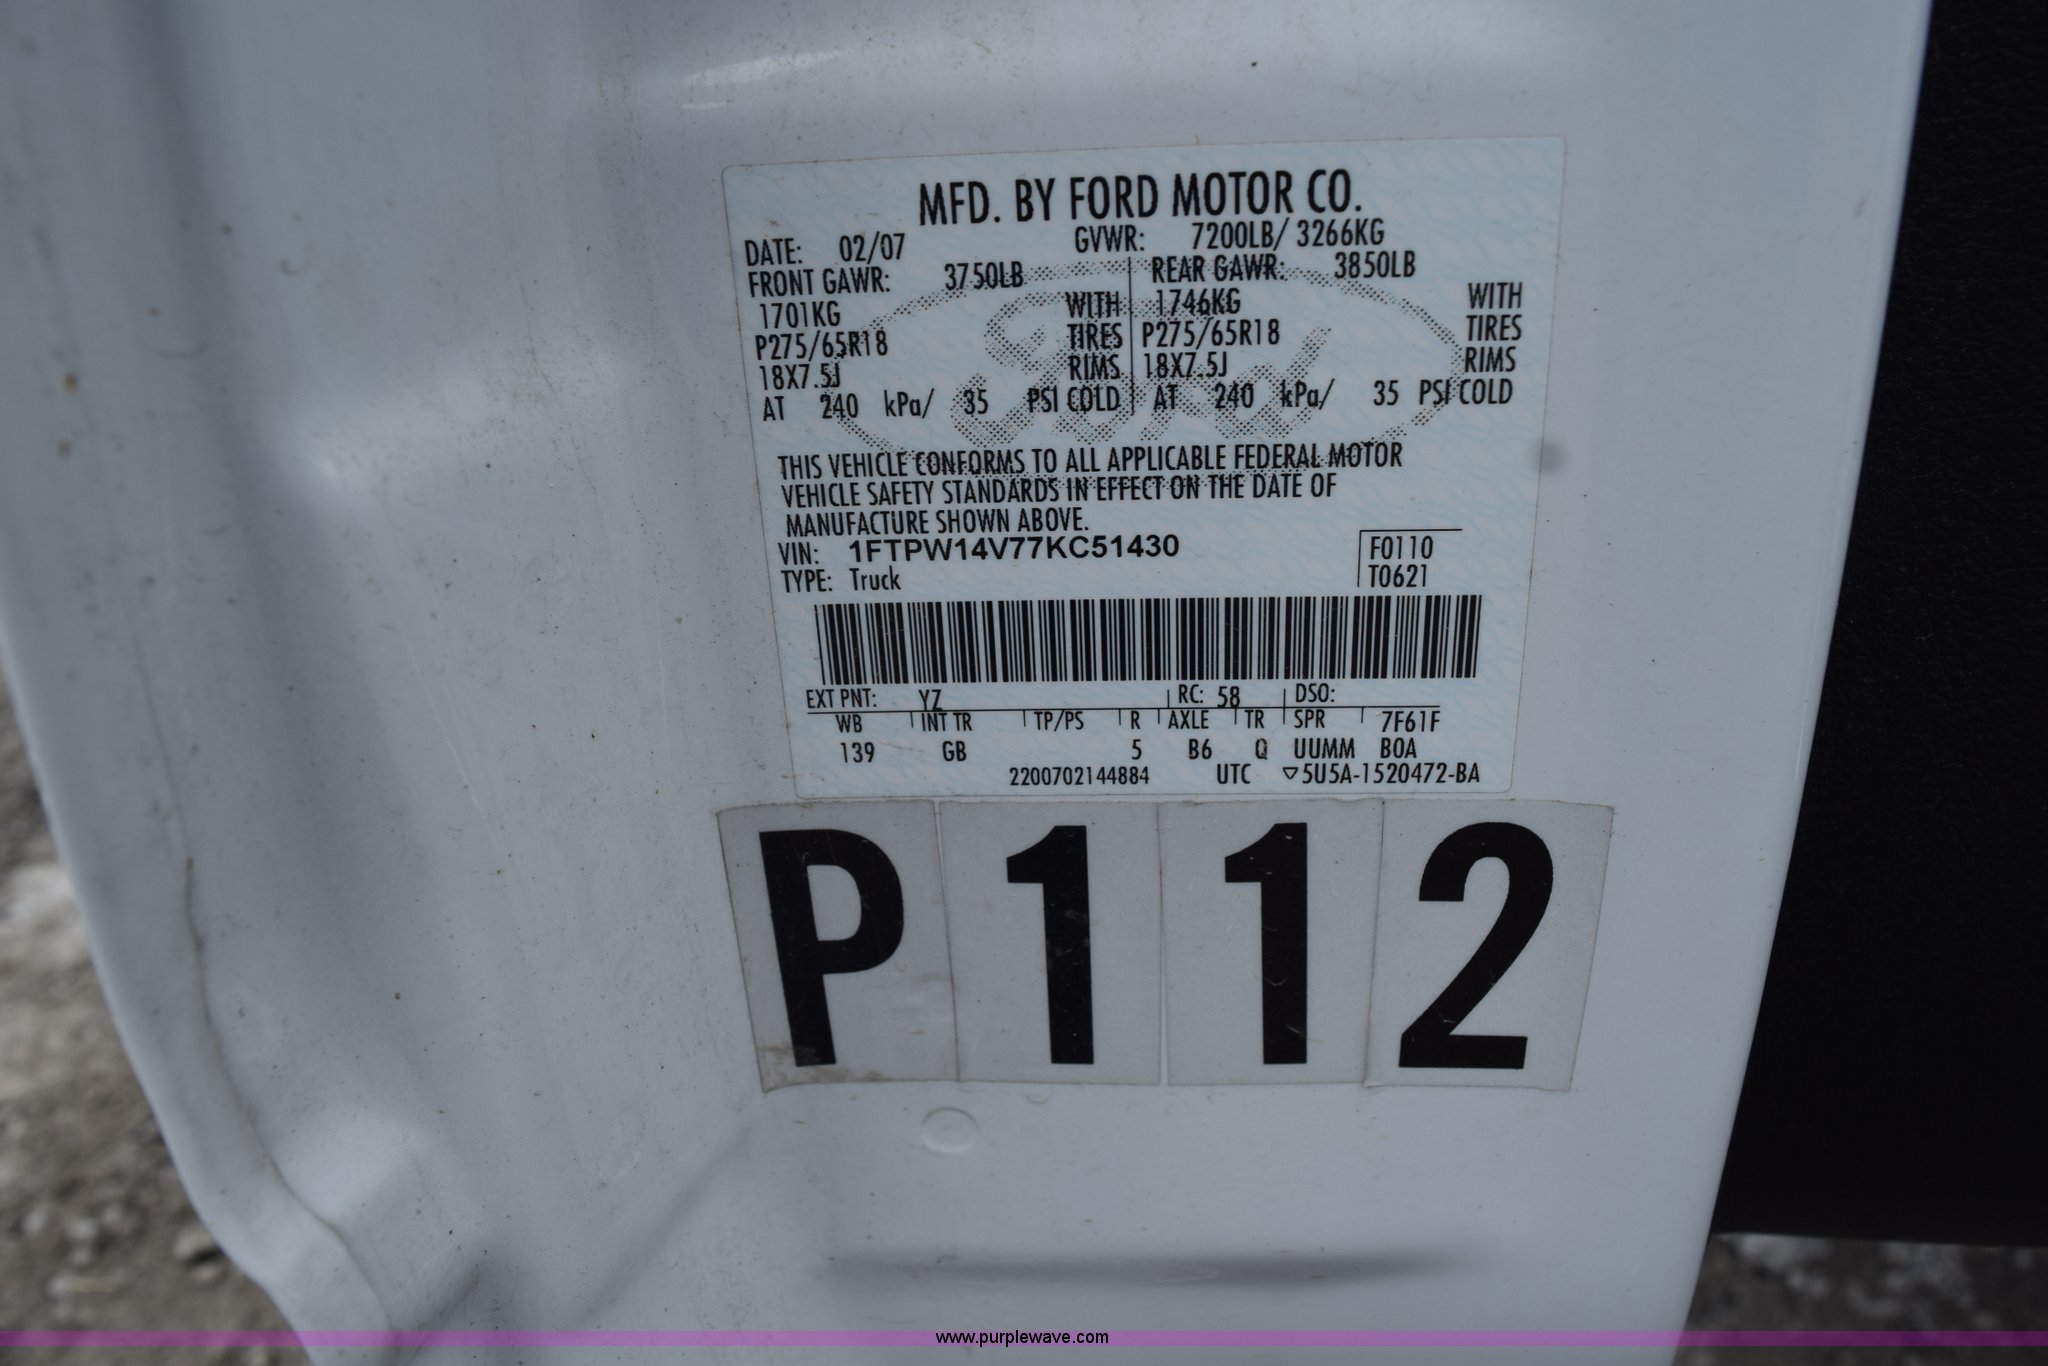 MFD. BY FORD MOTOR CO.
DATE: 02/07 GVWR: 7200LB/ 3266KG
FRONT GAWR: 3750LB REAR GAWR: 3850LB
1701KG WITH 1746KG WITH
P275/65R18 TIRES P275/65R18 TIRES
18X7.5J RIMS 18X7.5J RIMS
AT 240 kPa/ 35 PSI COLD AT 240 kPa/ 35 PSI COLD
Ford
THIS VEHICLE CONFORMS TO ALL APPLICABLE FEDERAL MOTOR
VEHICLE SAFETY STANDARDS IN EFFECT ON THE DATE OF
MANUFACTURE SHOWN ABOVE.
VIN: 1FTPW14V77KC51430 F0110
TYPE: Truck T0621
EXT PNT: YZ RC: 58 DSO:
WB INT TR TP/PS R AXLE TR SPR 7F61F
139 GB 5 B6 Q UUMM BOA
2200702144884 UTC ▽5U5A-1520472-BA
P112
www.purplewave.com